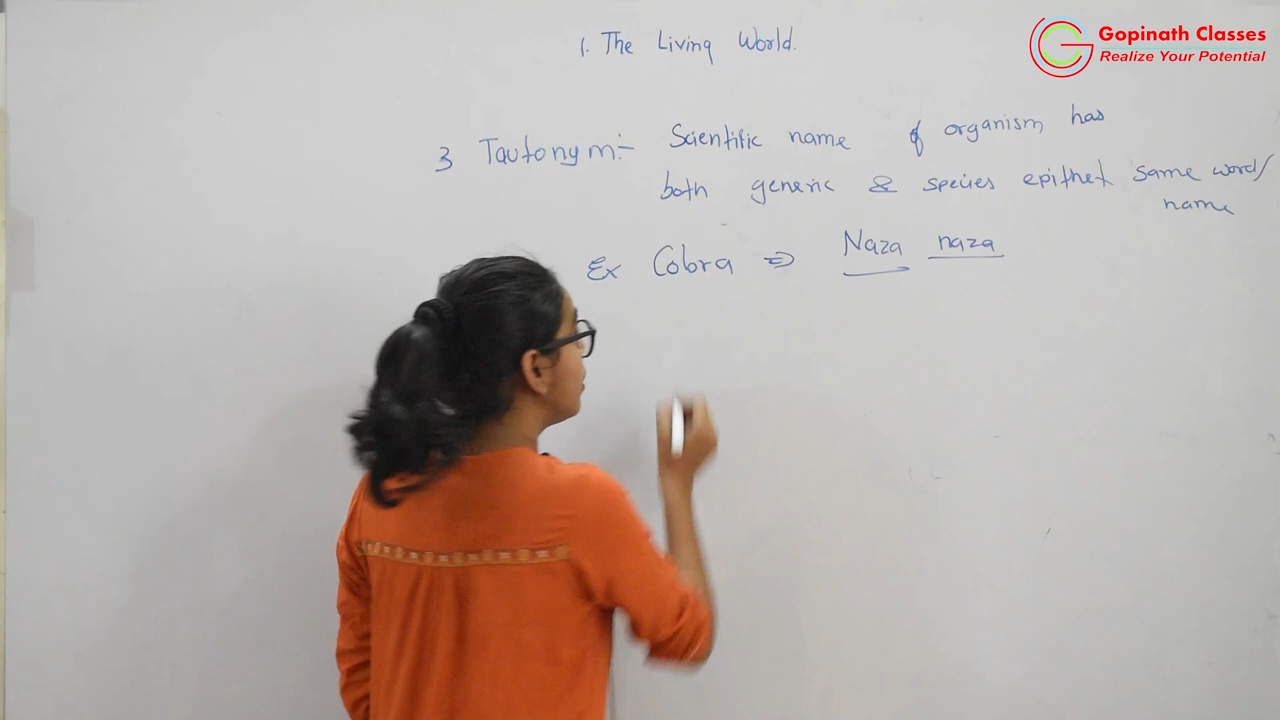 1. The Living World.
Gopinath Classes
Realize Your Potential
3 Tautonym:- Scientific name of organism has
both generic & species epithet same word/
name
Ex Cobra => Naza naza